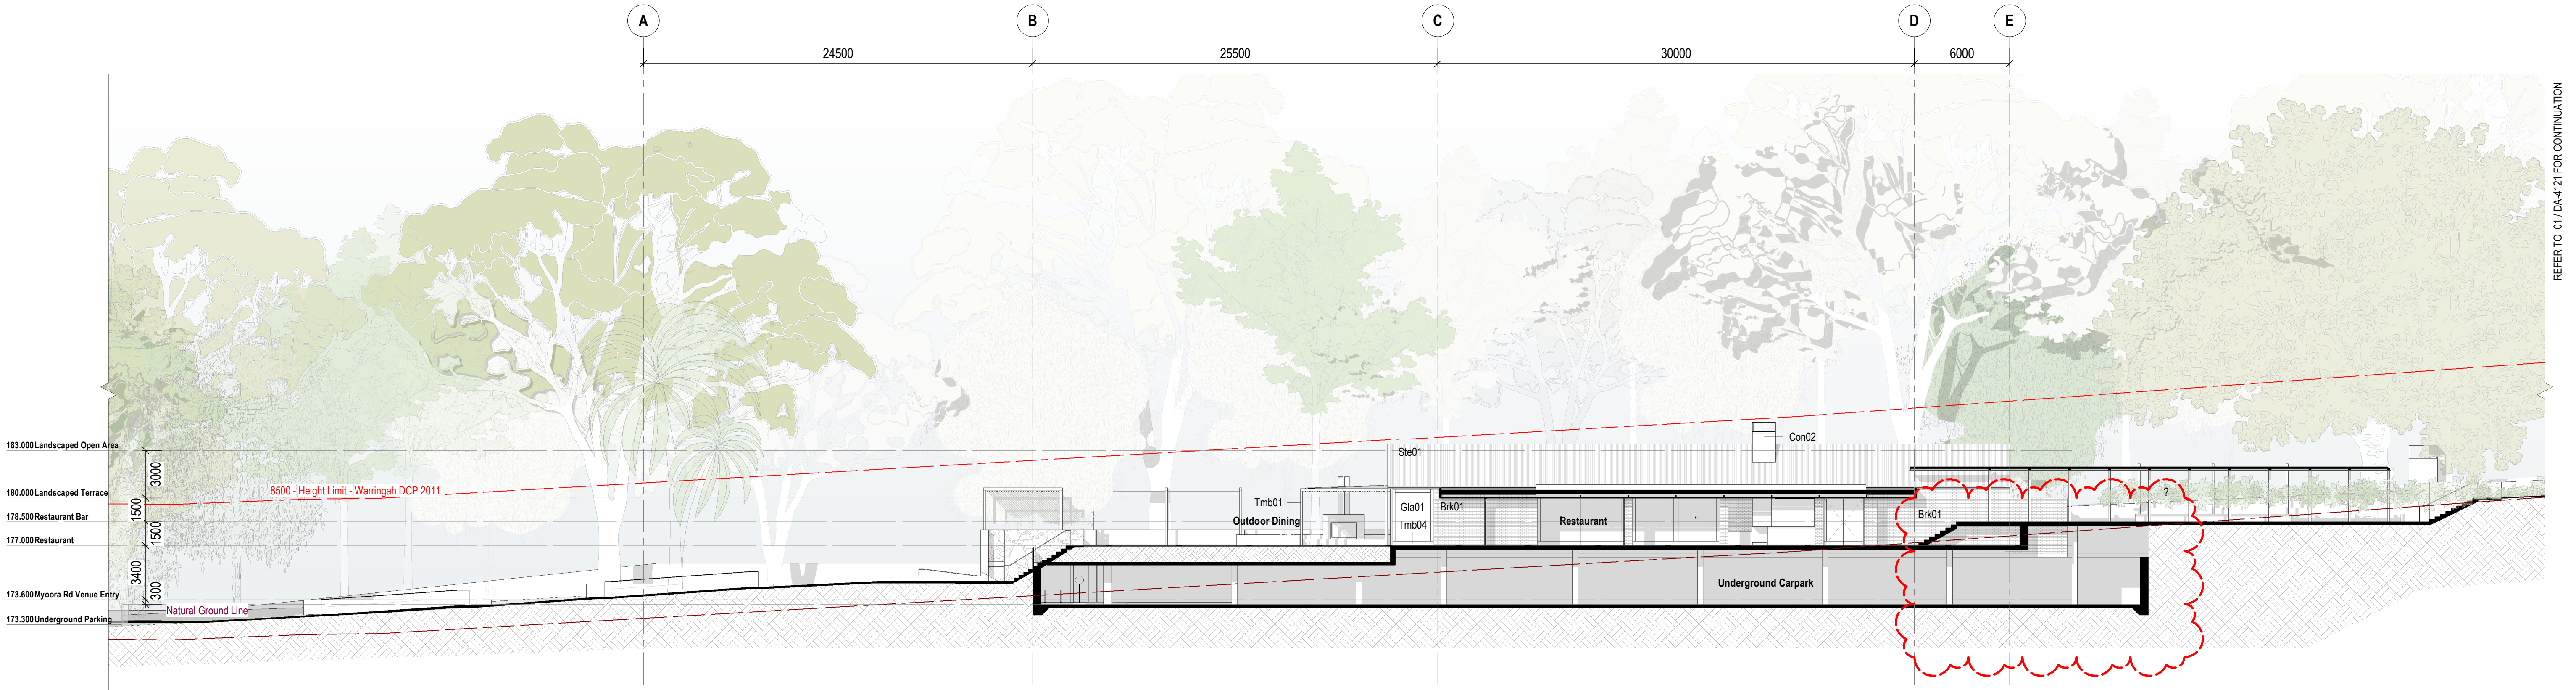 A B C D E
24500 25500 30000 6000
REFER TO 01 / DA-4121 FOR CONTINUATION
183.000 Landscaped Open Area
3000
180.000 Landscaped Terrace
8500 - Height Limit - Warringah DCP 2011
1500
178.500 Restaurant Bar
1500
177.000 Restaurant
3400
300
173.600 Myoora Rd Venue Entry
Natural Ground Line
173.300 Underground Parking
Con02
Ste01
Tmb01
Gla01
Brk01
Outdoor Dining
Tmb04
Restaurant
Brk01
?
Underground Carpark